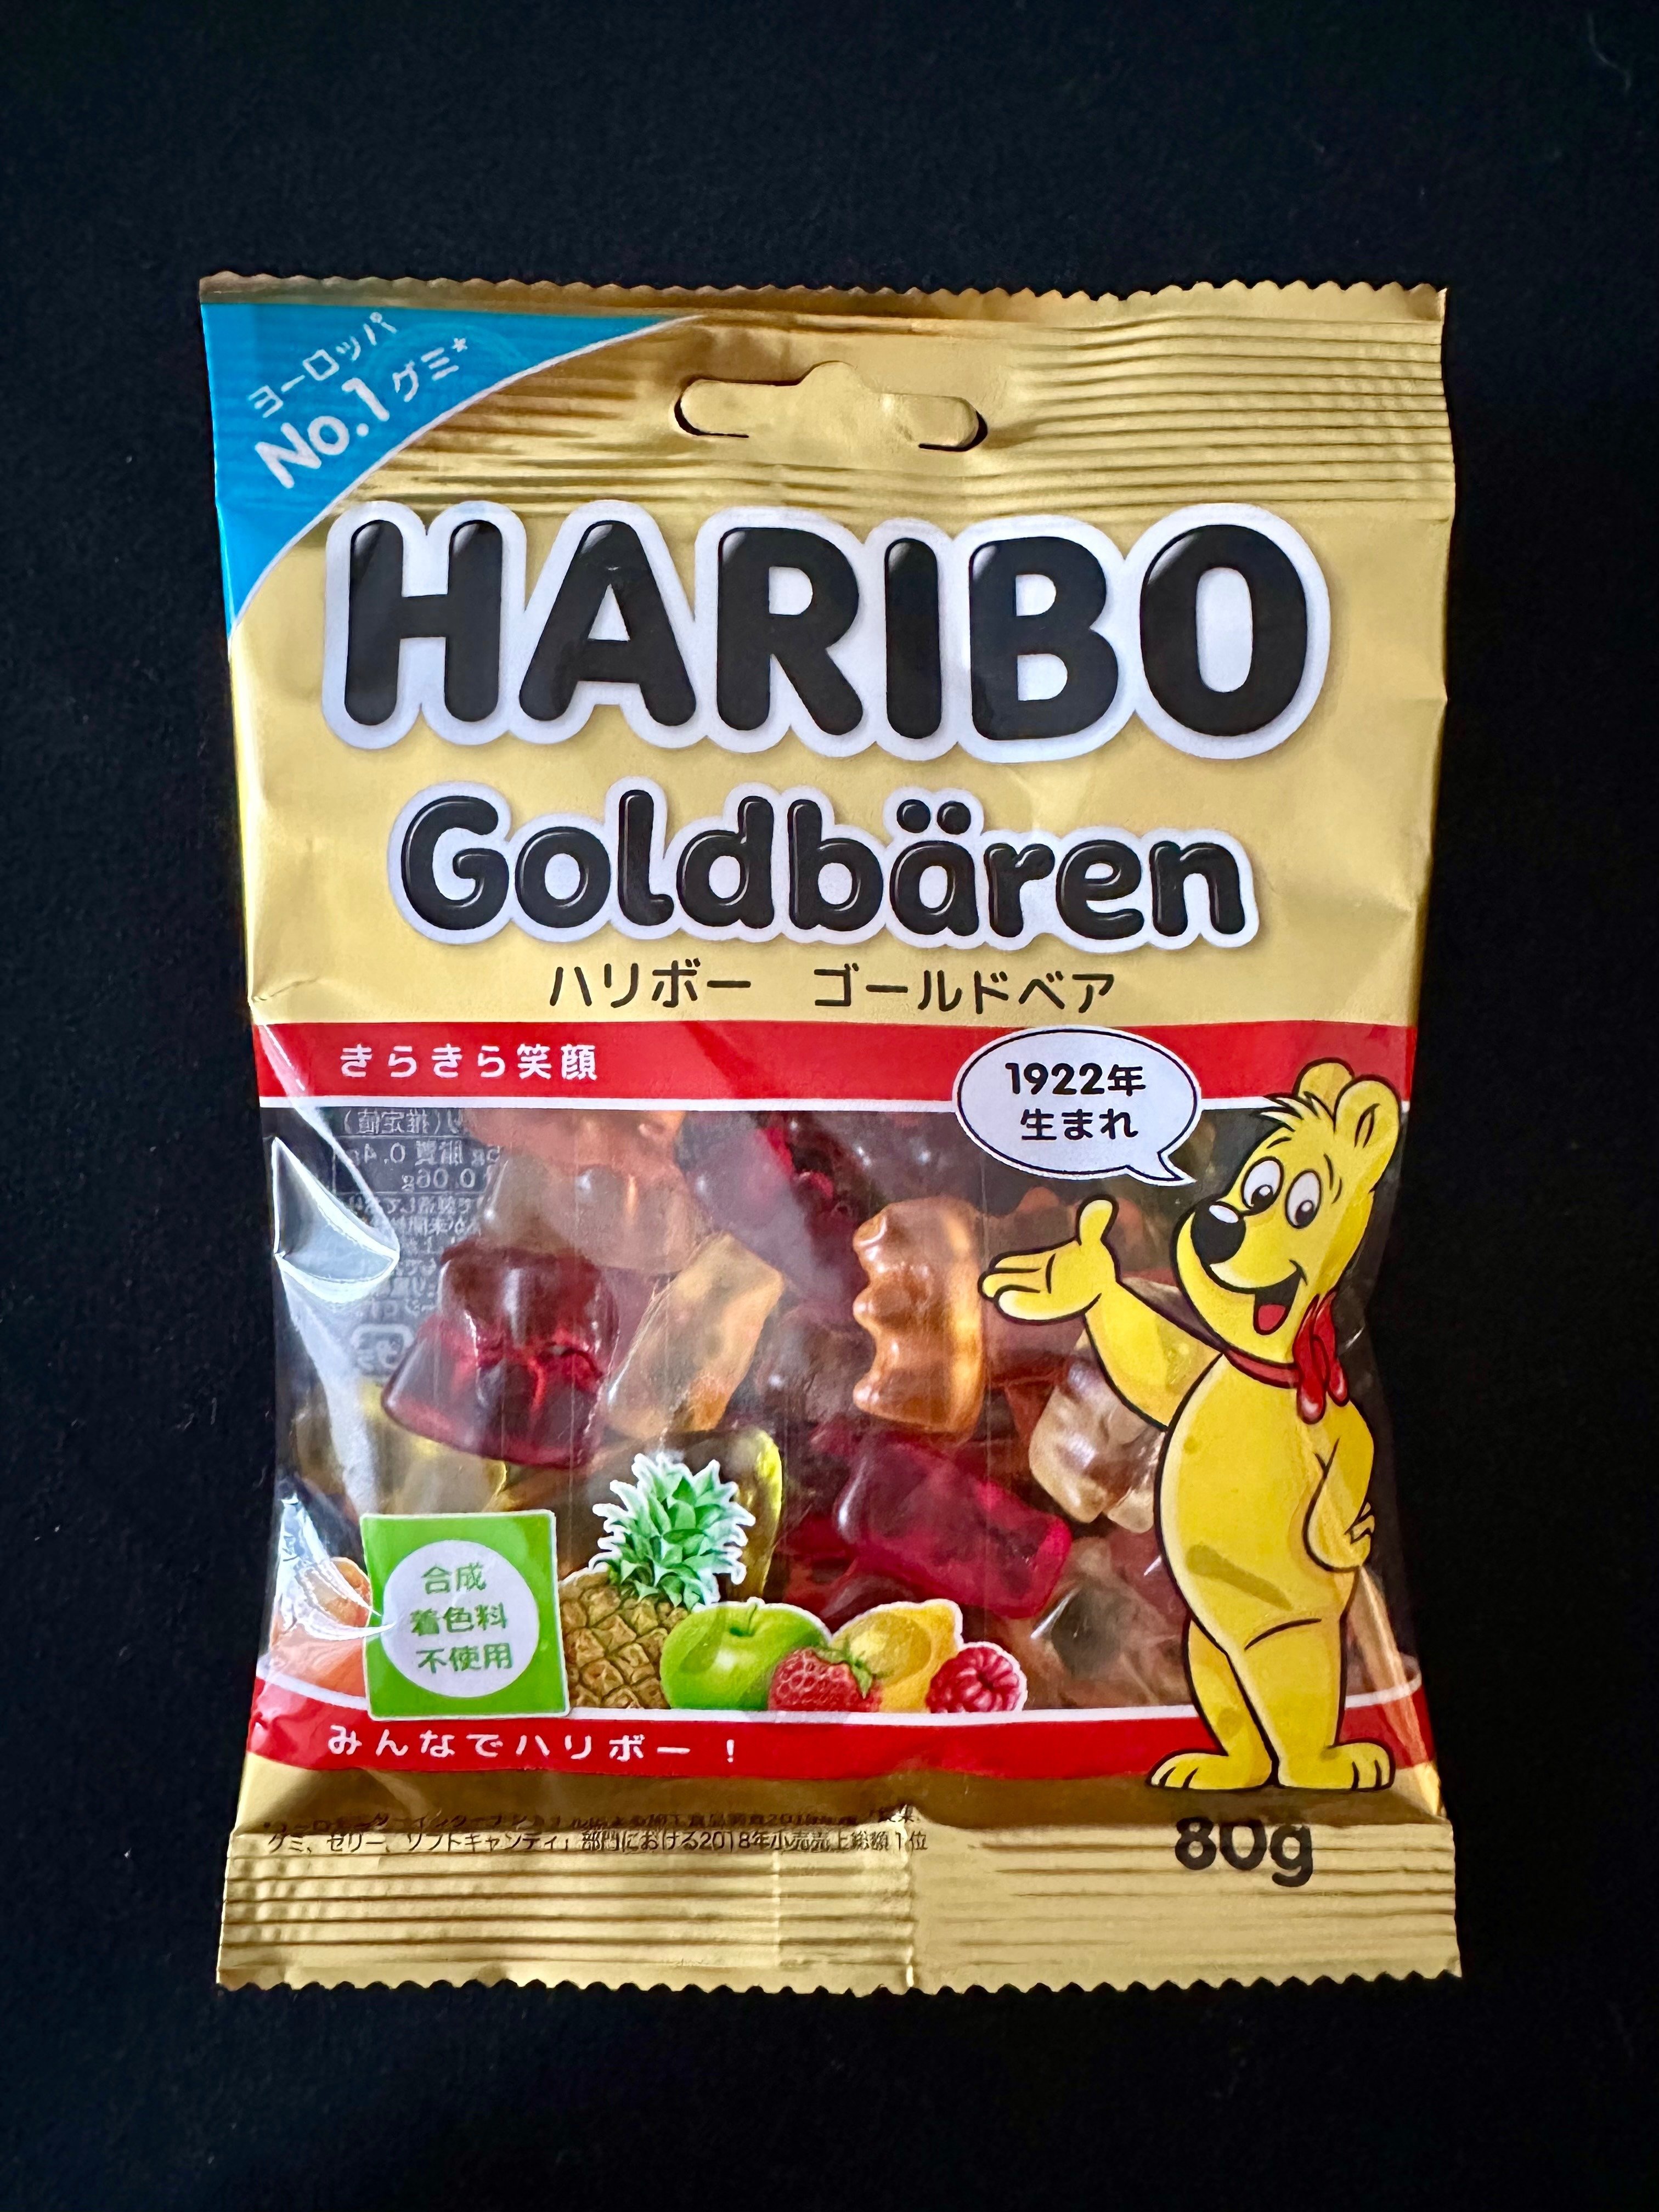 ヨーロッパ
No.1グミ*
HARIBO
Goldbären
ハリボー ゴールドベア
きらきら笑顔
1922年
生まれ
合成
着色料
不使用
みんなでハリボー！
グミ、ゼリー、ソフトキャンディ」部門における2018年小売売上総額1位
80g